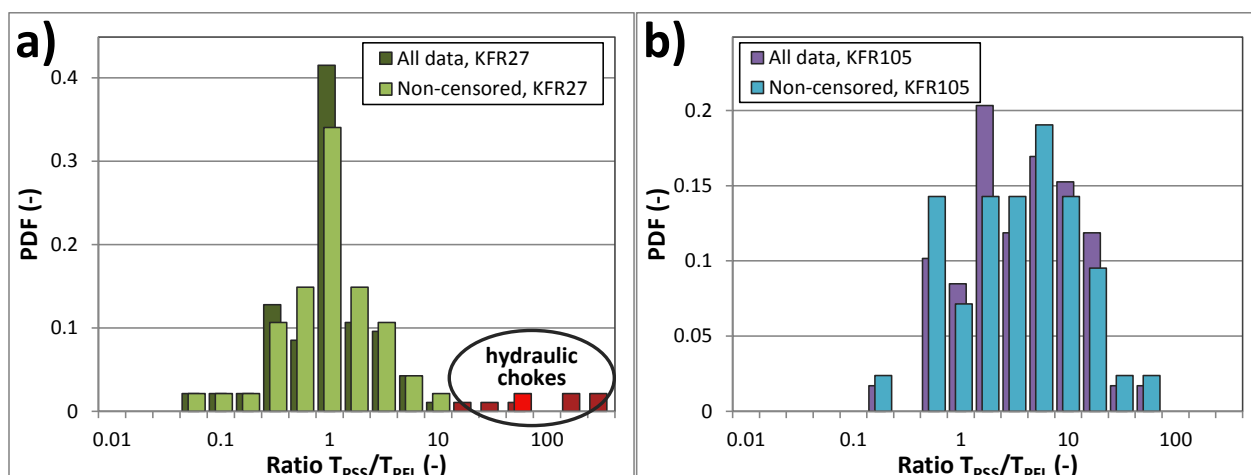 a)
All data, KFR27
Non-censored, KFR27
0.4
0.3
0.2
0.1
0
PDF (-)
hydraulic
chokes
0.01 0.1 1 10 100
Ratio T_PSS/T_PFL (-)
b)
All data, KFR105
Non-censored, KFR105
0.2
0.15
0.1
0.05
0
PDF (-)
0.01 0.1 1 10 100
Ratio T_PSS/T_PFL (-)